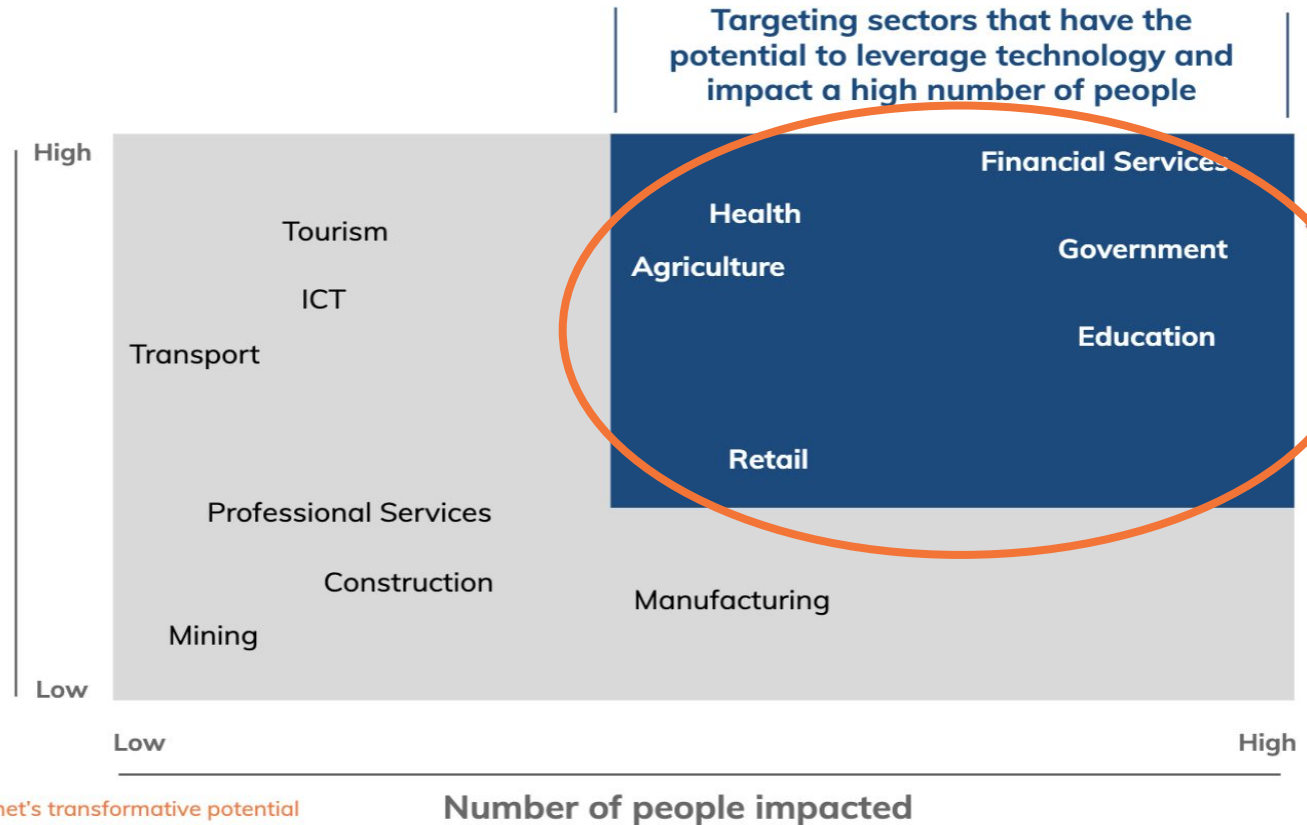 Targeting sectors that have the
potential to leverage technology and
impact a high number of people
High
Financial Services
Health
Tourism
Government
Agriculture
ICT
Education
Transport
Retail
Professional Services
Construction
Manufacturing
Mining
Low
Low
High
transformative potential
Number of people impacted